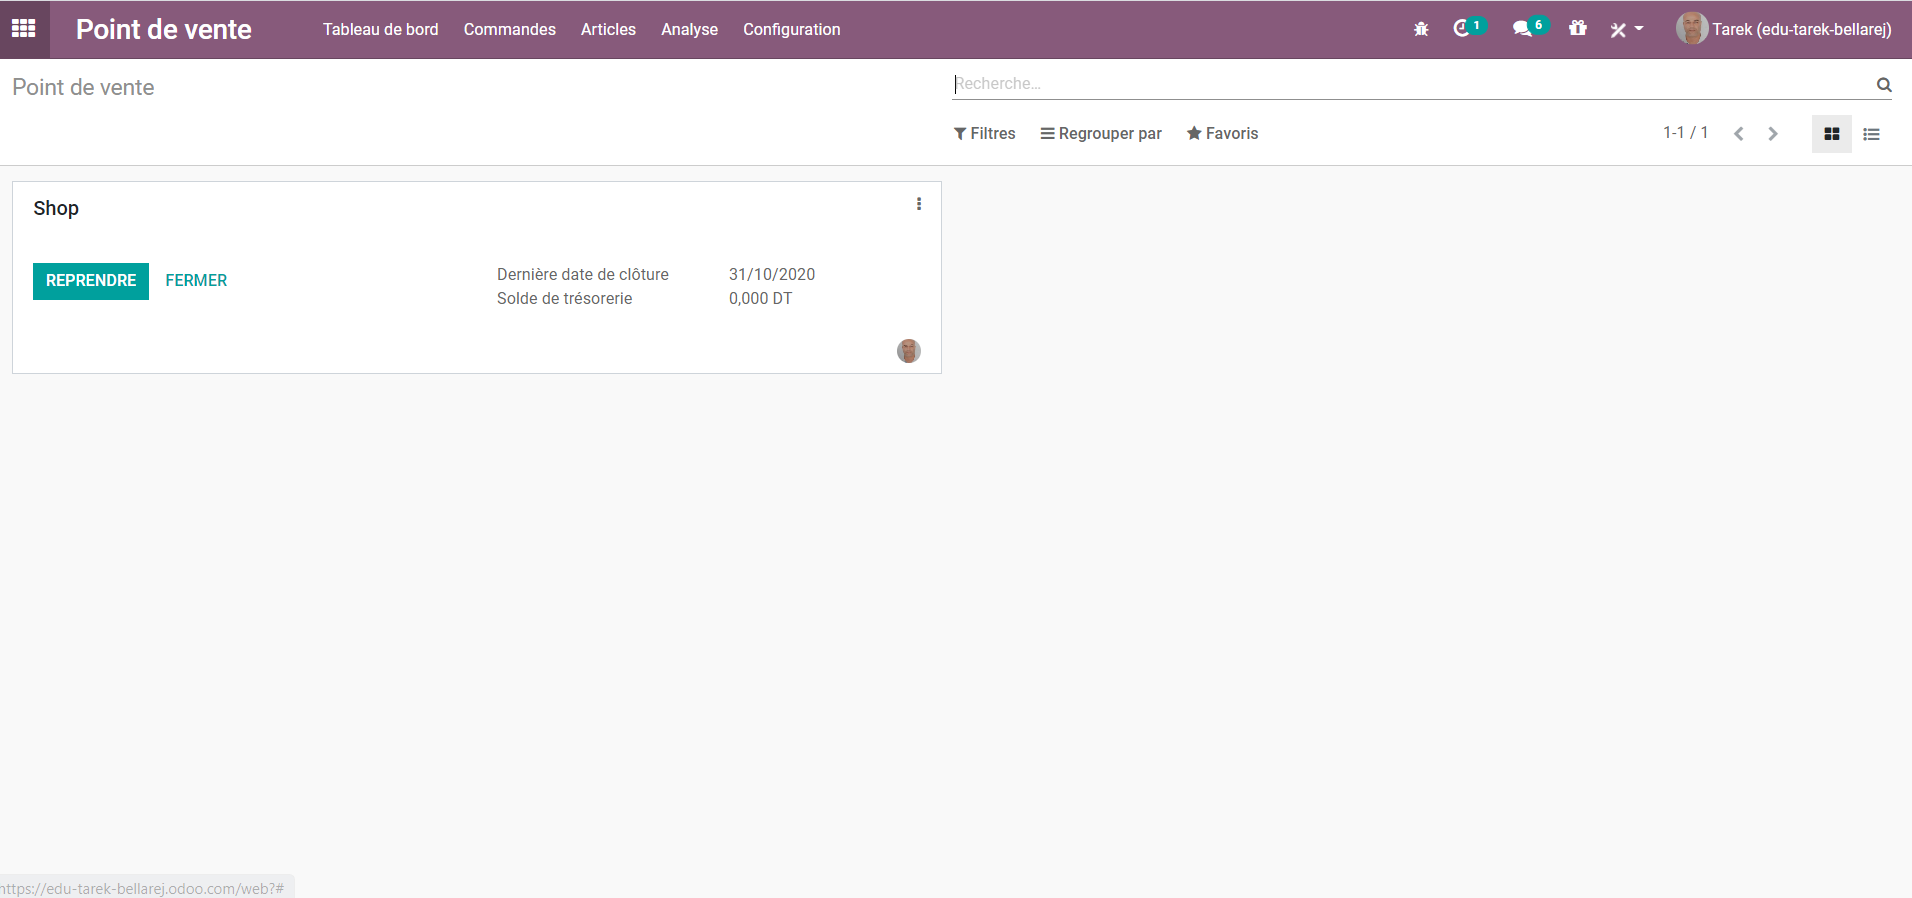 Point de vente Tableau de bord Commandes Articles Analyse Configuration 1 6 Tarek (edu-tarek-bellarej)
Point de vente
Recherche...
Filtres Regrouper par Favoris 1-1 / 1
Shop
REPRENDRE FERMER
Dernière date de clôture 31/10/2020
Solde de trésorerie 0,000 DT
https://edu-tarek-bellarej.odoo.com/web?#